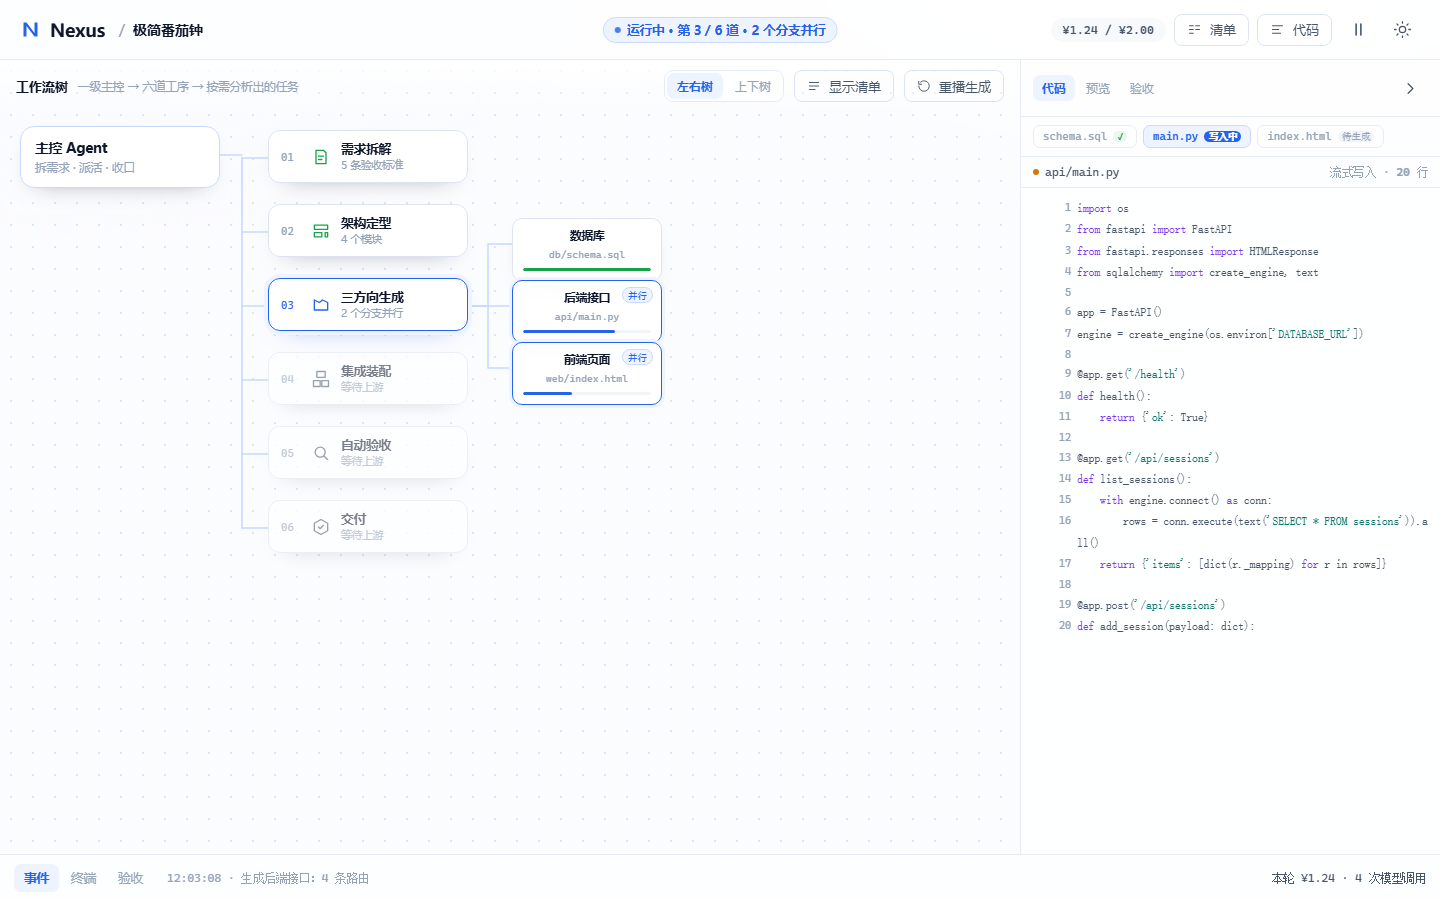 Nexus / 极简番茄钟
运行中 • 第 3 / 6 道 • 2 个分支并行
¥1.24 / ¥2.00
清单
代码
工作流树
一级主控 → 六道工序 → 按需分析出的任务
左右树
上下树
显示清单
重播生成
主控 Agent
拆需求 · 派活 · 收口
01
需求拆解
5 条验收标准
02
架构定型
4 个模块
03
三方向生成
2 个分支并行
04
集成装配
等待上游
05
自动验收
等待上游
06
交付
等待上游
数据库
db/schema.sql
后端接口
并行
api/main.py
前端页面
并行
web/index.html
代码
预览
验收
schema.sql ✓
main.py 写入中
index.html 待生成
api/main.py
流式写入 · 20 行
1 import os
2 from fastapi import FastAPI
3 from fastapi.responses import HTMLResponse
4 from sqlalchemy import create_engine, text
5
6 app = FastAPI()
7 engine = create_engine(os.environ["DATABASE_URL"])
8
9 @app.get("/health")
10 def health():
11     return {"ok": True}
12
13 @app.get("/api/sessions")
14 def list_sessions():
15     with engine.connect() as conn:
16         rows = conn.execute(text("SELECT * FROM sessions")).a
ll()
17     return {"items": [dict(r._mapping) for r in rows]}
18
19 @app.post("/api/sessions")
20 def add_session(payload: dict):
事件
终端
验收
12:03:08 · 生成后端接口: 4 条路由
本轮 ¥1.24 · 4 次模型调用